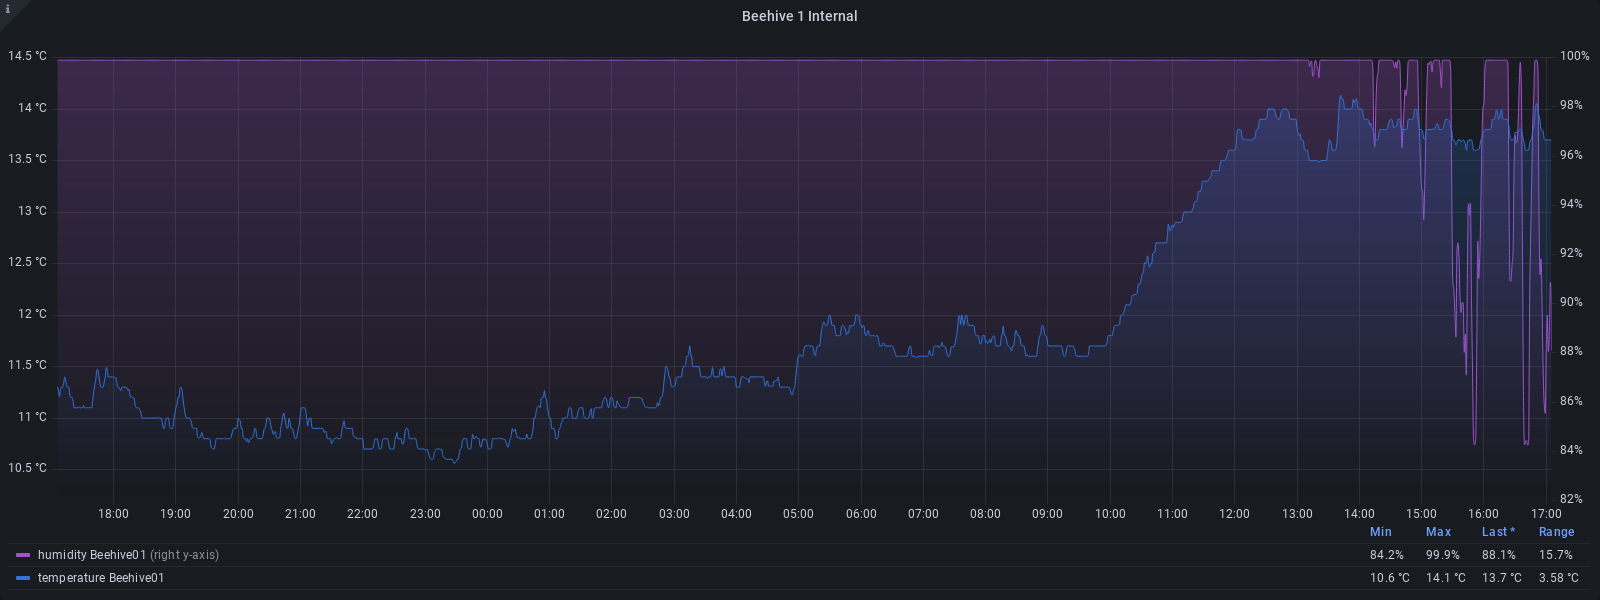 i
Beehive 1 Internal
14.5 °C
14 °C
13.5 °C
13 °C
12.5 °C
12 °C
11.5 °C
11 °C
10.5 °C
100%
98%
96%
94%
92%
90%
88%
86%
84%
82%
18:00 19:00 20:00 21:00 22:00 23:00 00:00 01:00 02:00 03:00 04:00 05:00 06:00 07:00 08:00 09:00 10:00 11:00 12:00 13:00 14:00 15:00 16:00 17:00
Min Max Last * Range
humidity Beehive01 (right y-axis) 84.2% 99.9% 88.1% 15.7%
temperature Beehive01 10.6 °C 14.1 °C 13.7 °C 3.58 °C